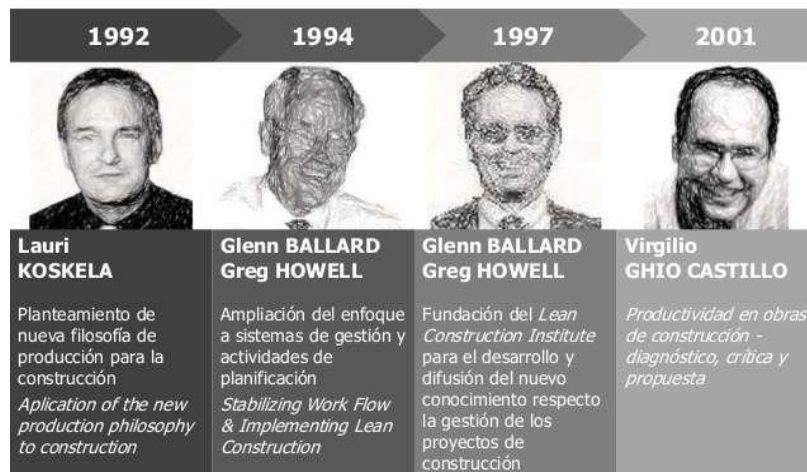 1992
1994
1997
2001
Lauri
KOSKELA
Planteamiento de
nueva filosofía de
producción para la
construcción
Aplication of the new
production philosophy
to construction
Glenn BALLARD
Greg HOWELL
Ampliación del enfoque
a sistemas de gestión y
actividades de
planificación
Stabilizing Work Flow
& Implementing Lean
Construction
Glenn BALLARD
Greg HOWELL
Fundación del Lean
Construction Institute
para el desarrollo y
difusión del nuevo
conocimiento respecto
la gestión de los
proyectos de
construcción
Virgilio
GHIO CASTILLO
Productividad en obras
de construcción -
diagnóstico, crítica y
propuesta